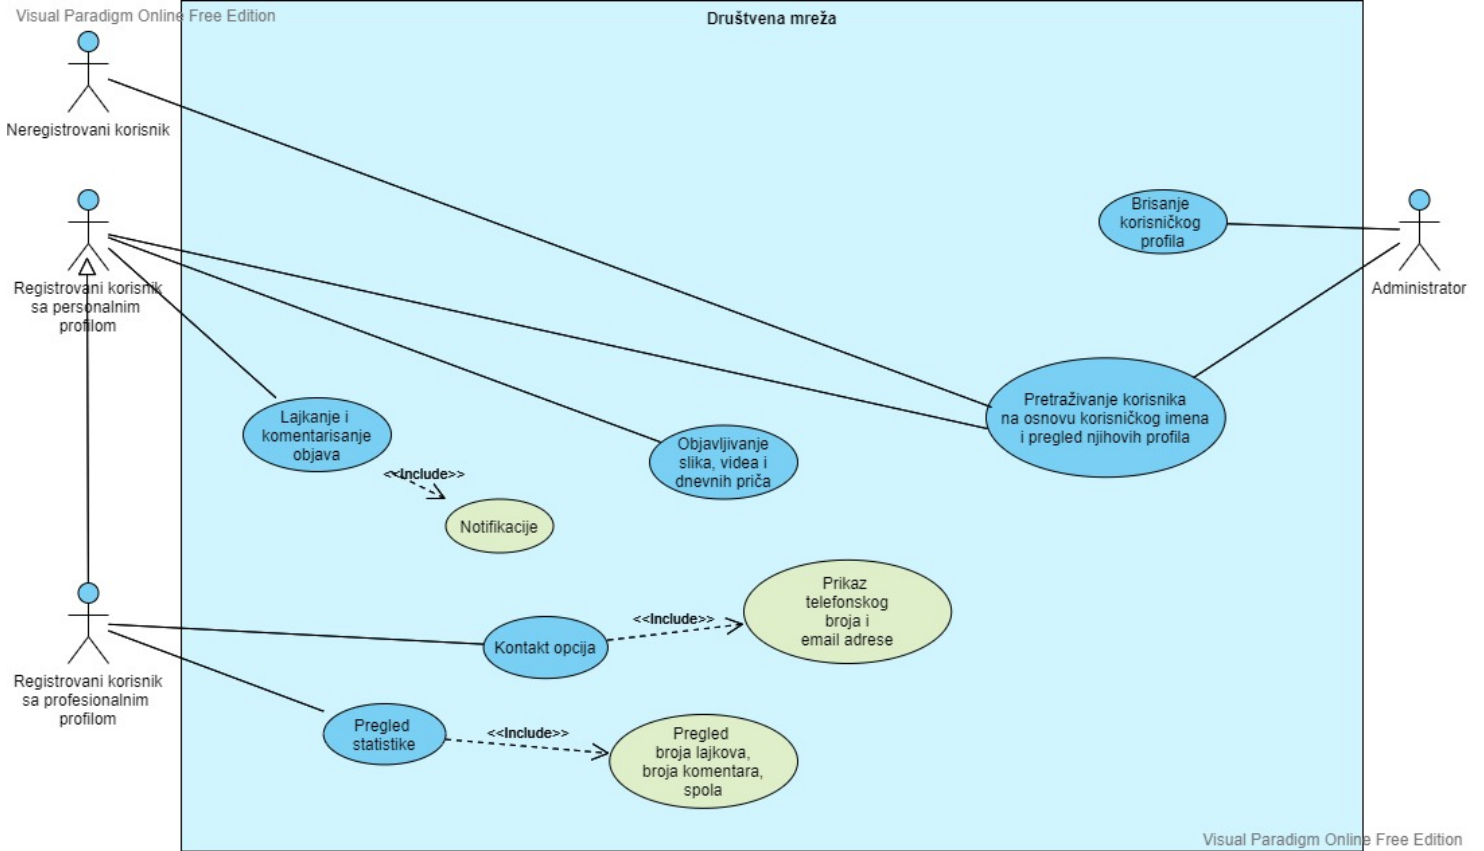 Visual Paradigm Online Free Edition
Društvena mreža
Neregistrovani korisnik
Brisanje
korisničkog
profila
Registrovani korisnik
sa personalnim
profilom
Administrator
Pretraživanje korisnika
na osnovu korisničkog imena
i pregled njihovih profila
Lajkanje i
komentarisanje
objava
Objavljivanje
slika, videa i
dnevnih priča
<<Include>>
Notifikacije
Prikaz
telefonskog
broja i
email adrese
<<Include>>
Kontakt opcija
Registrovani korisnik
sa profesionalnim
profilom
Pregled
statistike
<<Include>>
Pregled
broja lajkova,
broja komentara,
spola
Visual Paradigm Online Free Edition